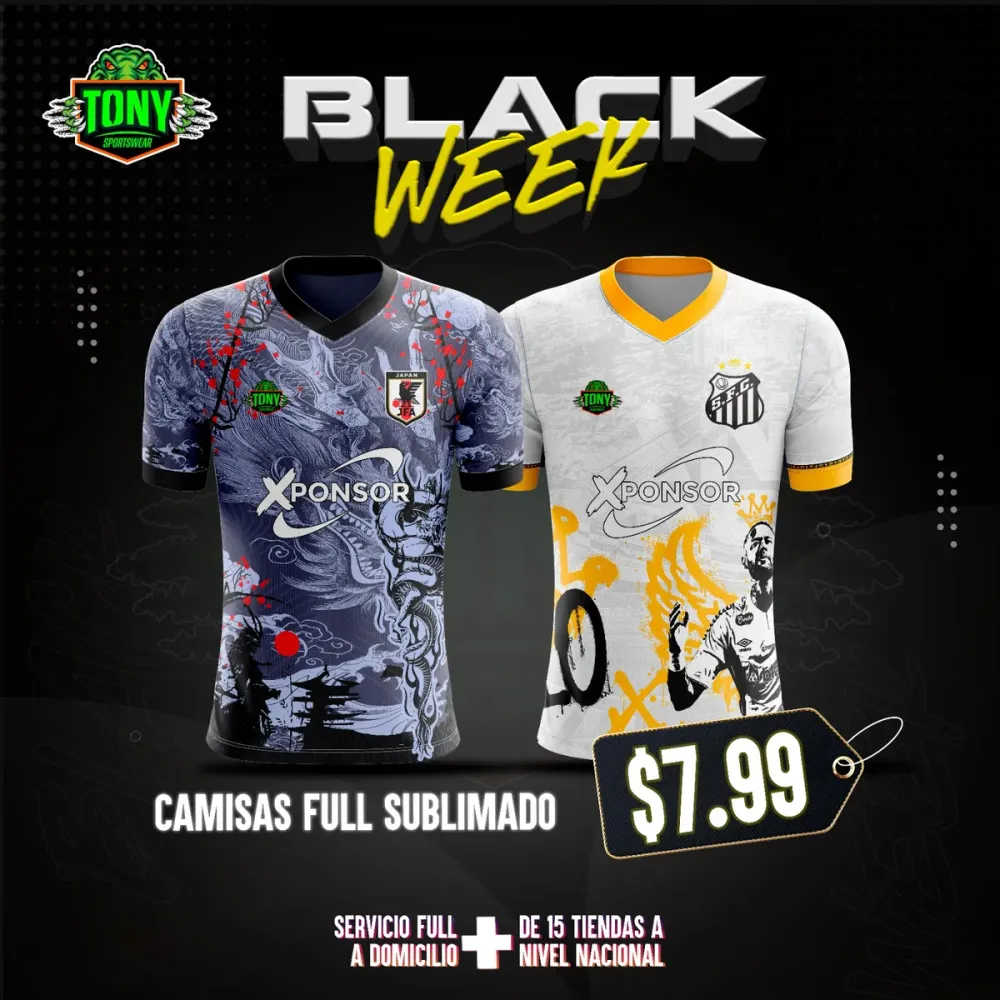 TONY
SPORTSWEAR
BLACK
WEEK
TONY
JAPAN
JFA
XPONSOR
TONY
S.F.C.
XPONSOR
$7.99
CAMISAS FULL SUBLIMADO
SERVICIO FULL
A DOMICILIO
+
DE 15 TIENDAS A
NIVEL NACIONAL